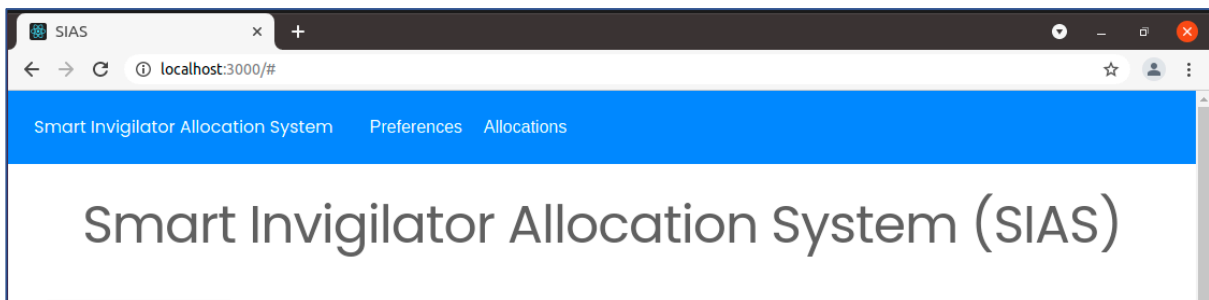 SIAS
localhost:3000/#
Smart Invigilator Allocation System Preferences Allocations
Smart Invigilator Allocation System (SIAS)